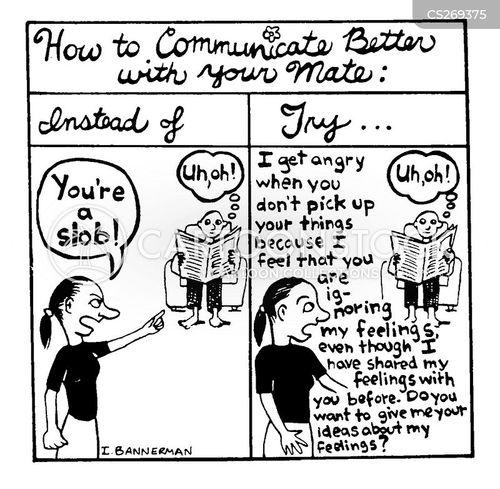 CS269375
How to Communicate Better
with your Mate:
Instead of
Try...
You're
a
slob!
Uh,oh!
I. BANNERMAN
I get angry
when you
don't pick up
your things
because I
feel that you
are
ig-
noring
my feelings,
even though I
have shared my
feelings with
you before. Do you
want to give me your
ideas about my
feelings?
Uh,oh!